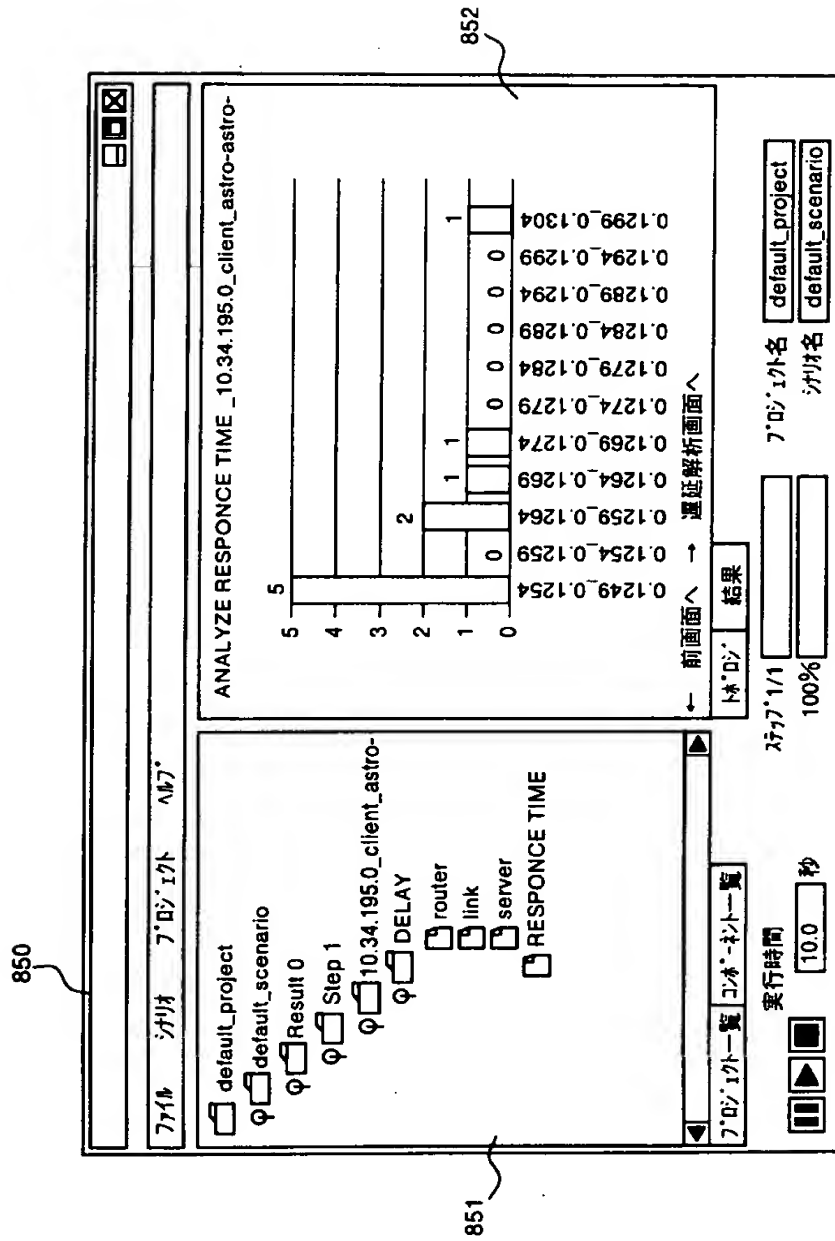 850
ファイル シナリオ プロジェクト ヘルプ
default_project
default_scenario
Result 0
Step 1
10.34.195.0_client_astro-
DELAY
router
link
server
RESPONCE TIME
851
プロジェクト一覧 コンポーネント一覧
ANALYZE RESPONCE TIME _10.34.195.0_client_astro-astro-
5
4
3
2
1
0
5 0 2 1 1 0 0 0 0 0 1
0.1249_0.1254
0.1254_0.1259
0.1259_0.1264
0.1264_0.1269
0.1269_0.1274
0.1274_0.1279
0.1279_0.1284
0.1284_0.1289
0.1289_0.1294
0.1294_0.1299
0.1299_0.1304
← 前画面へ → 遅延解析画面へ
852
トポロジ 結果
実行時間
10.0 秒
ステップ1/1
100%
プロジェクト名 default_project
シナリオ名 default_scenario